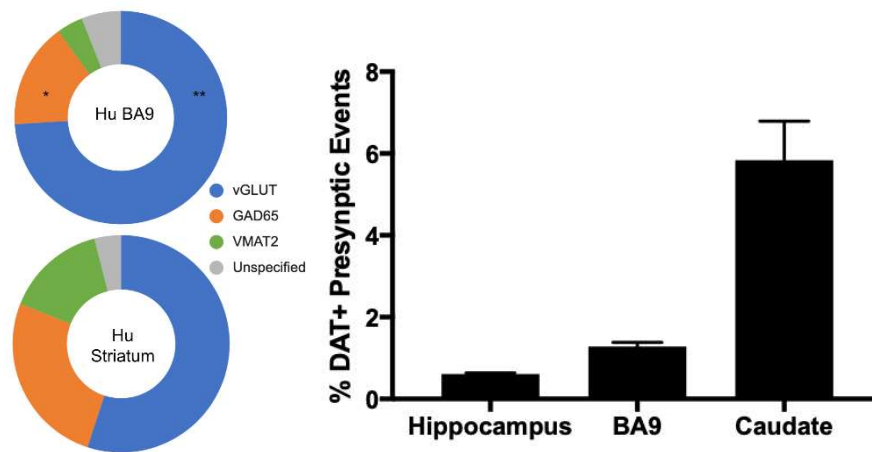 *
**
Hu BA9
vGLUT
GAD65
VMAT2
Unspecified
Hu
Striatum
% DAT+ Presynptic Events
8
6
4
2
0
Hippocampus BA9 Caudate